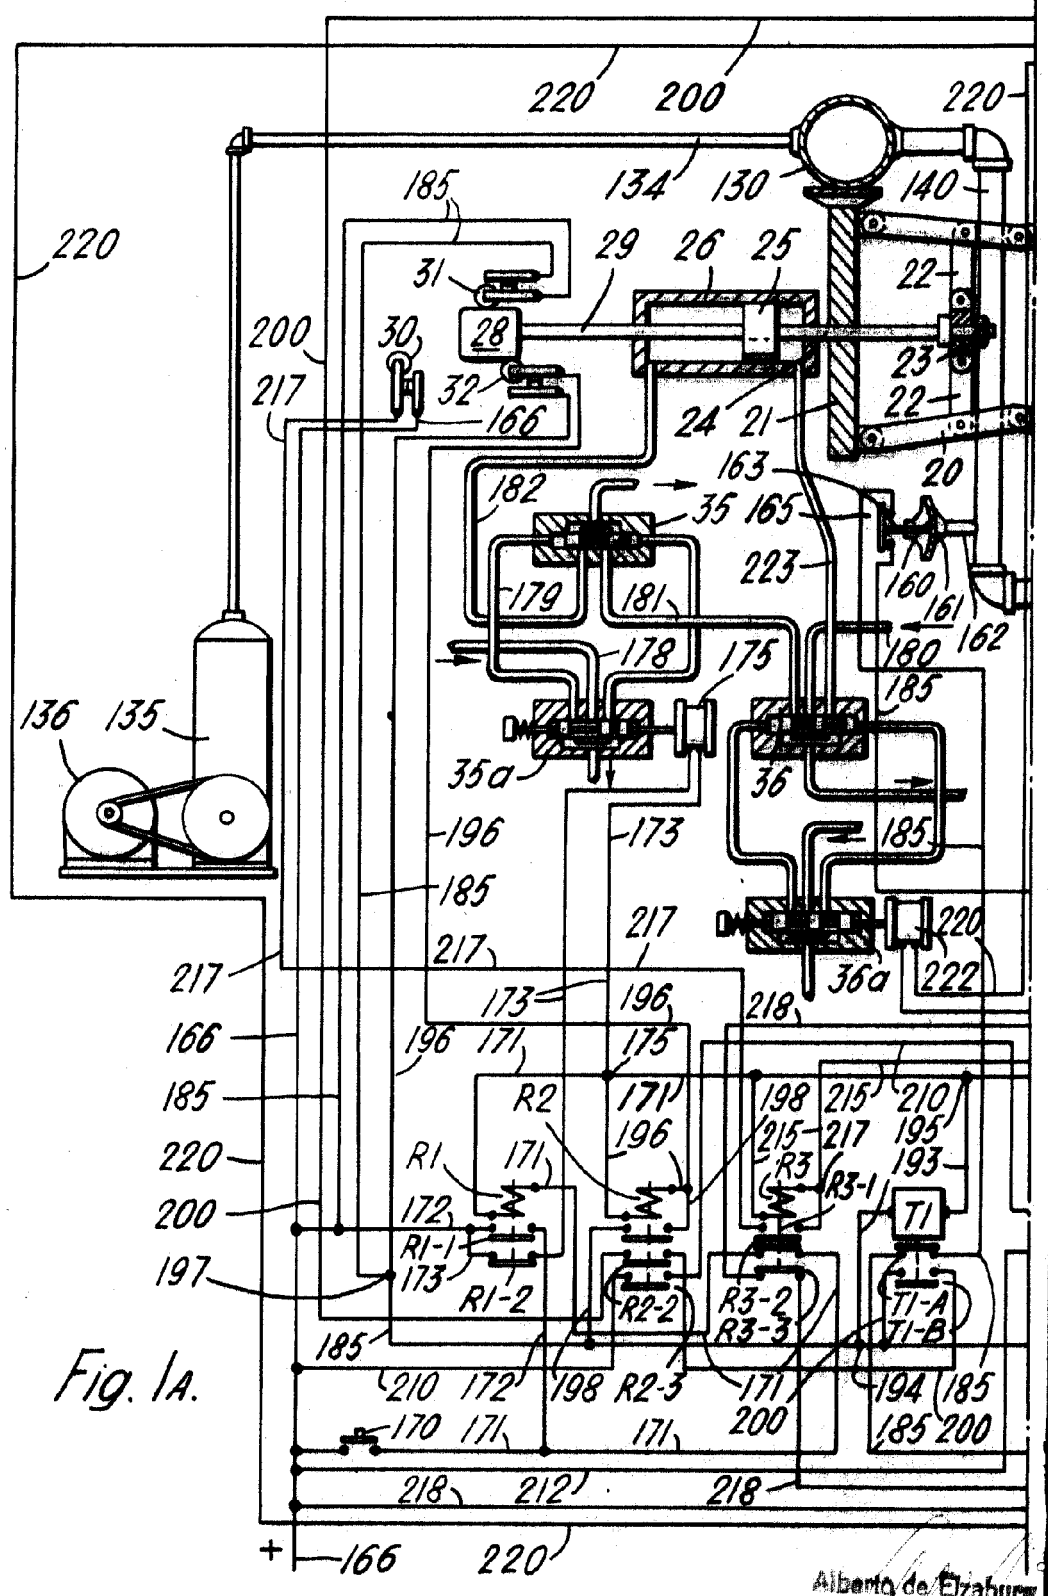 220 200 220
134 130 140
185
220
31 29 26 25
22
200 30 28
23
217 32 24 21 22
166
163 20
182 35 165
223
179 181 160 161 162
178 175 180
185
136 135
35a 36
196 173 185
185
217 217 220
217 36a 222
173 196 218
166 196 171 175
R2 171 198 215 210
185 195
196 215 217 193
220 R1 171 R3 R3-1
200 172 T1
R1-1
197 173 R1-2 R2-2 R3-2 T1-A
R3-3 T1-B
185
Fig. 1A. 210 172 198 R2-3 171 194 185
170 200 200
171 171 185
218 212 218
+ 166 220
Alberto de Elzaburu